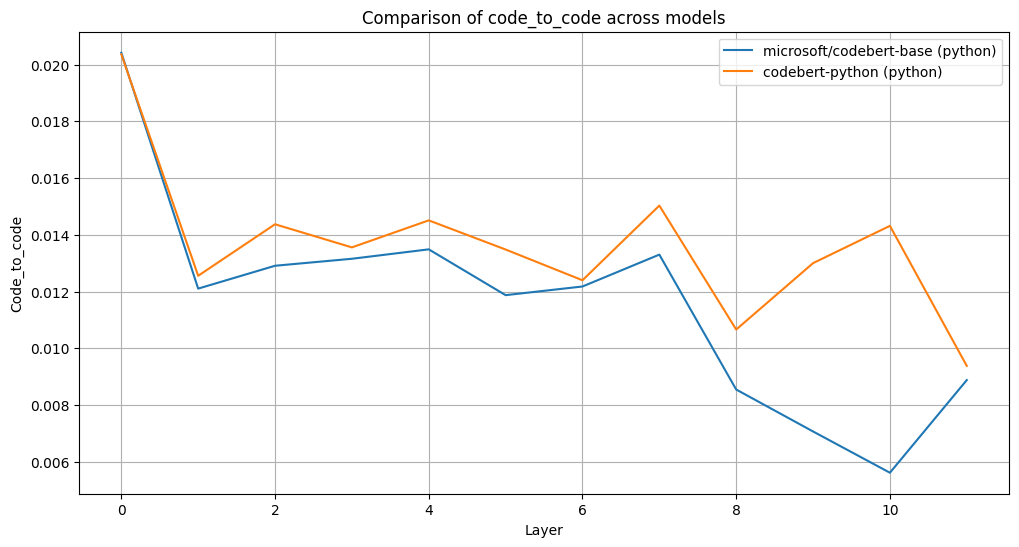 Comparison of code_to_code across models
microsoft/codebert-base (python)
codebert-python (python)
Code_to_code
0.020
0.018
0.016
0.014
0.012
0.010
0.008
0.006
0
2
4
6
8
10
Layer